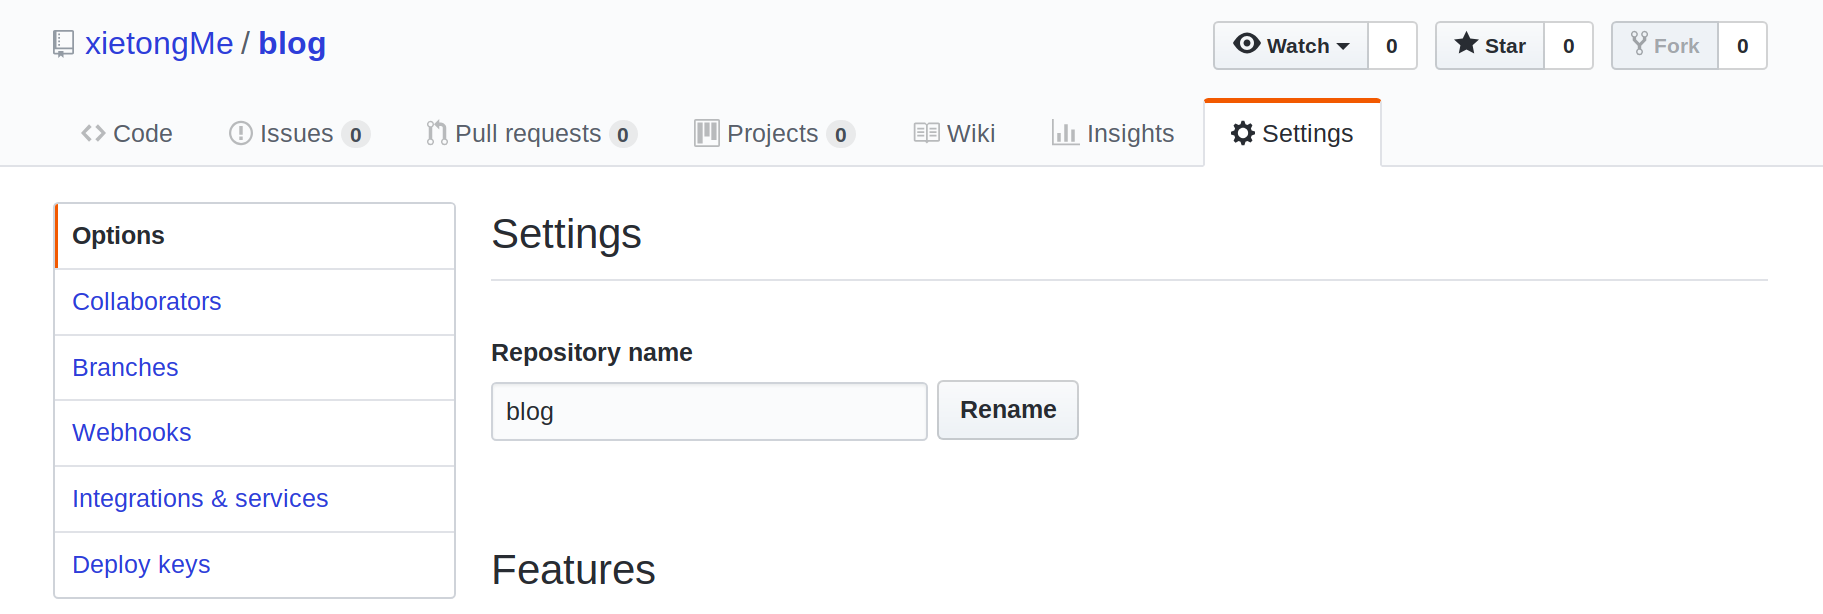 xietongMe / blog
Watch 0 Star 0 Fork 0
Code Issues 0 Pull requests 0 Projects 0 Wiki Insights Settings
Options
Collaborators
Branches
Webhooks
Integrations & services
Deploy keys
Settings
Repository name
blog Rename
Features